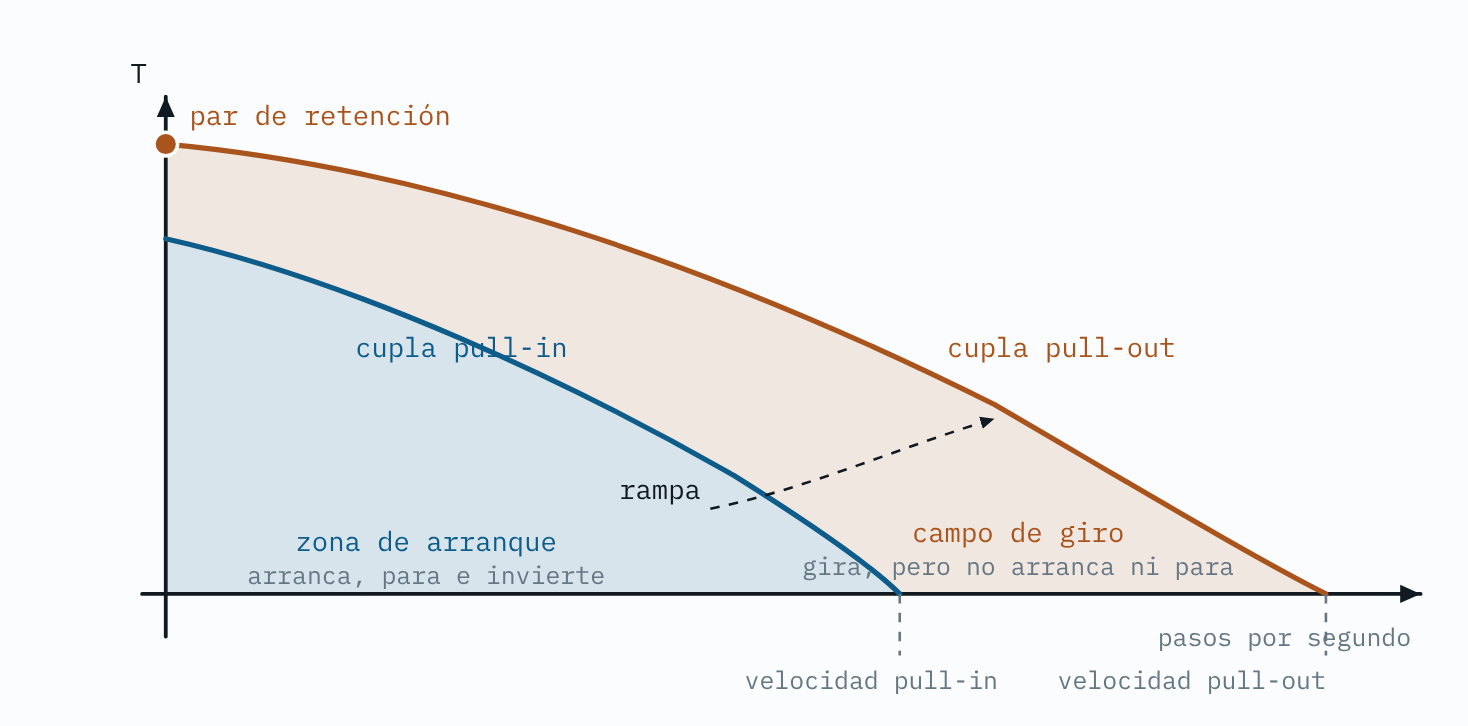 T
par de retención
cupla pull-in
cupla pull-out
rampa
zona de arranque
arranca, para e invierte
campo de giro
gira, pero no arranca ni para
pasos por segundo
velocidad pull-in
velocidad pull-out